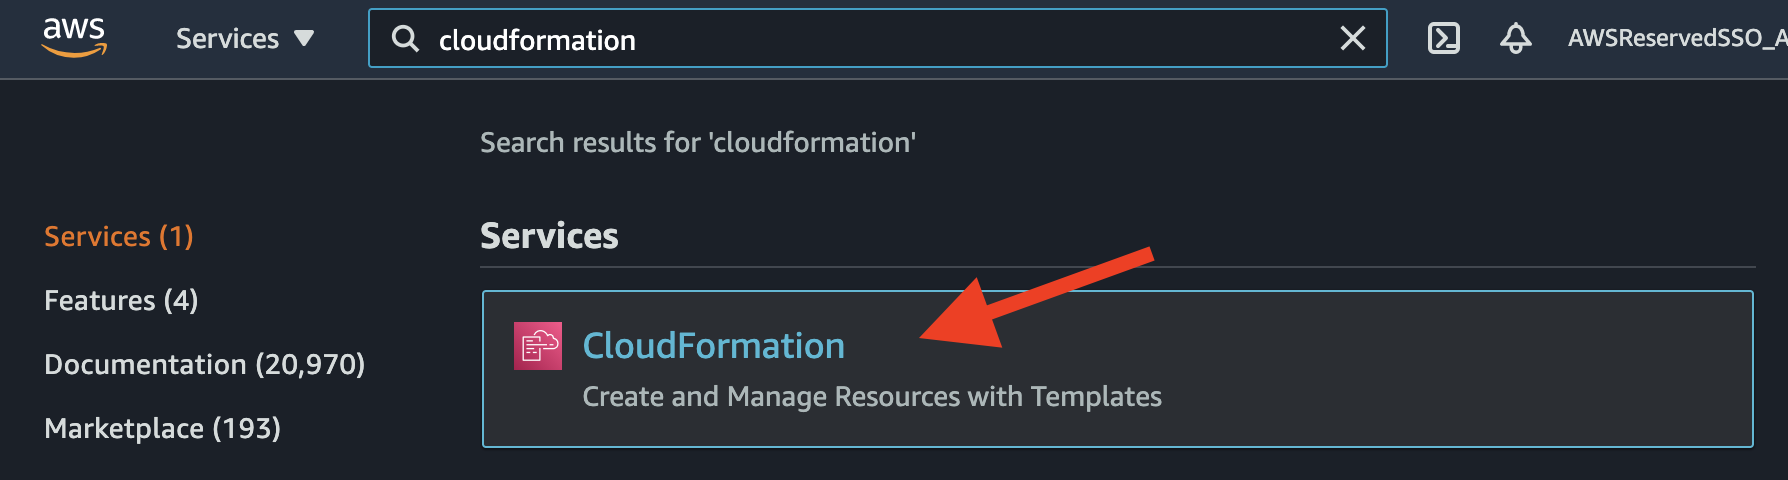 aws
Services
cloudformation
AWSReservedSSO_A
Search results for 'cloudformation'
Services (1)
Features (4)
Documentation (20,970)
Marketplace (193)
Services
CloudFormation
Create and Manage Resources with Templates